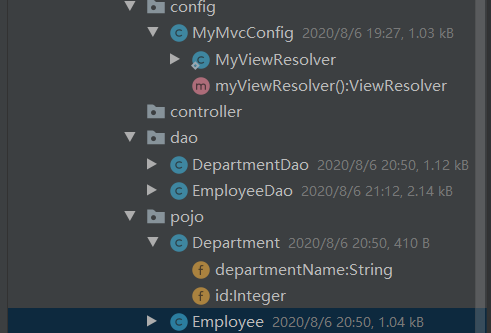 config
MyMvcConfig 2020/8/6 19:27, 1.03 kB
C MyViewResolver
m myViewResolver():ViewResolver
controller
dao
C DepartmentDao 2020/8/6 20:50, 1.12 kB
C EmployeeDao 2020/8/6 21:12, 2.14 kB
pojo
C Department 2020/8/6 20:50, 410 B
f departmentName:String
f id:Integer
C Employee 2020/8/6 20:50, 1.04 kB